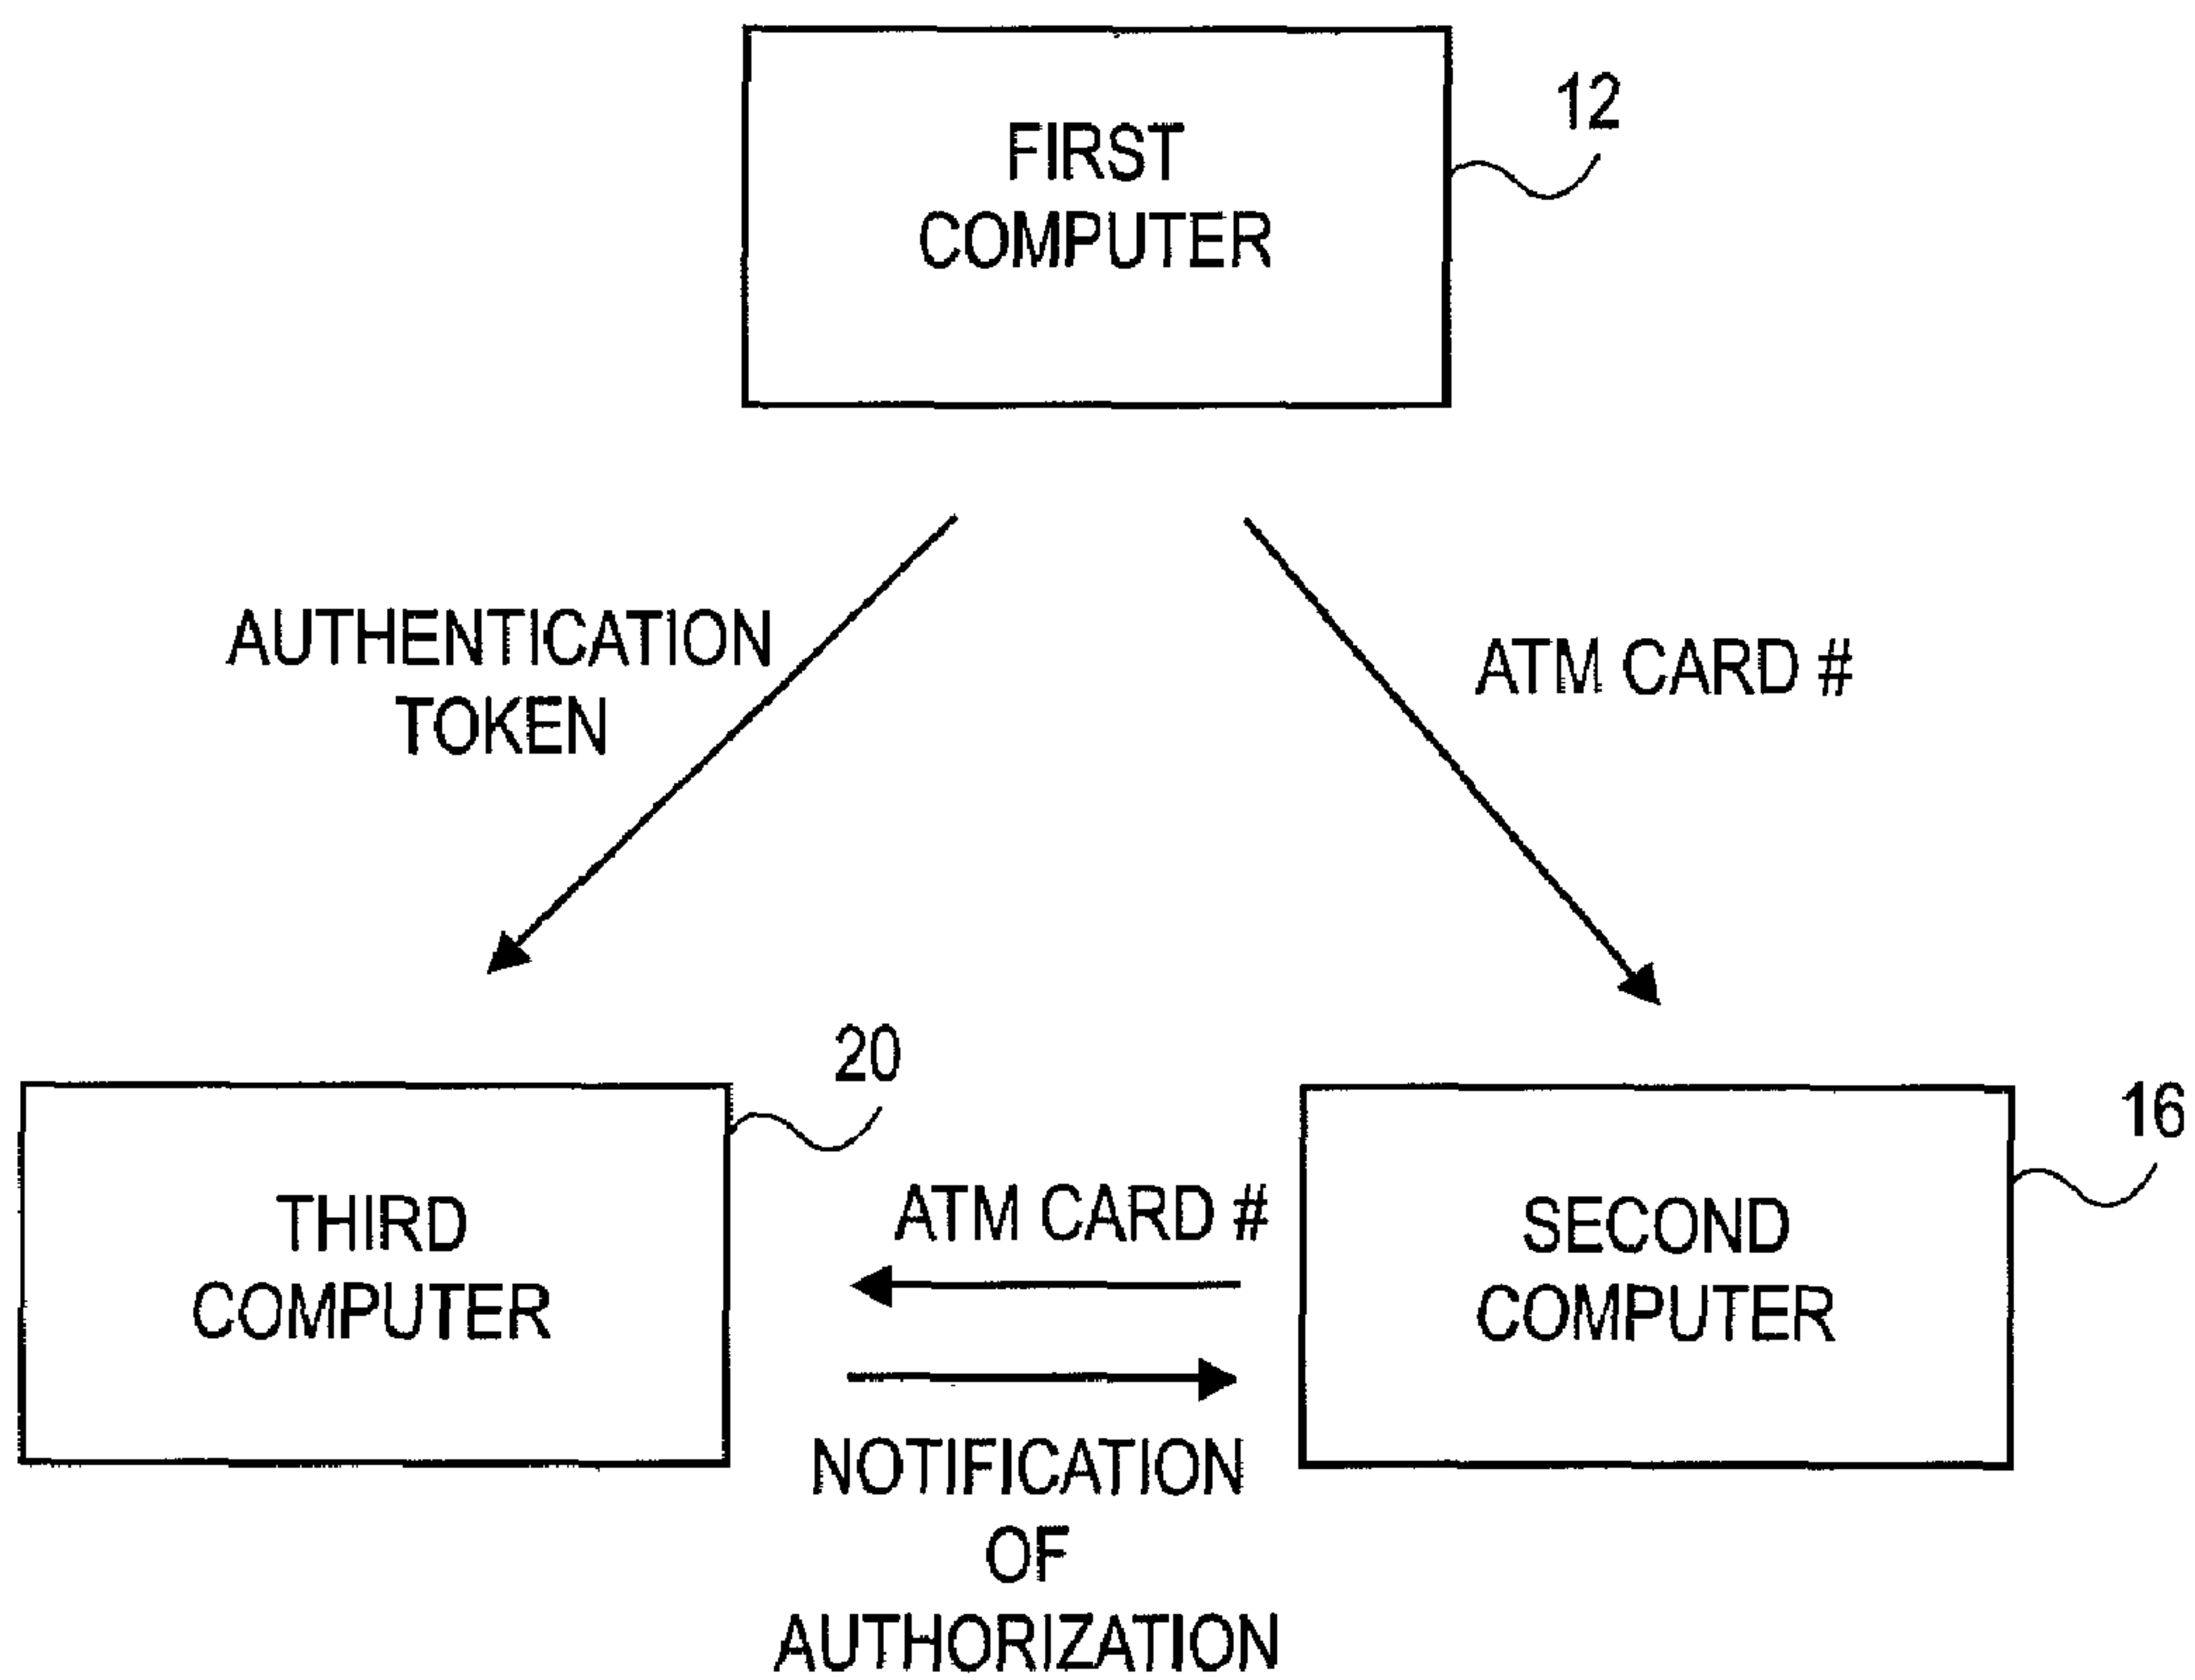 12
FIRST
COMPUTER
AUTHENTICATION
TOKEN
ATM CARD #
20
16
THIRD
COMPUTER
ATM CARD #
SECOND
COMPUTER
NOTIFICATION
OF
AUTHORIZATION